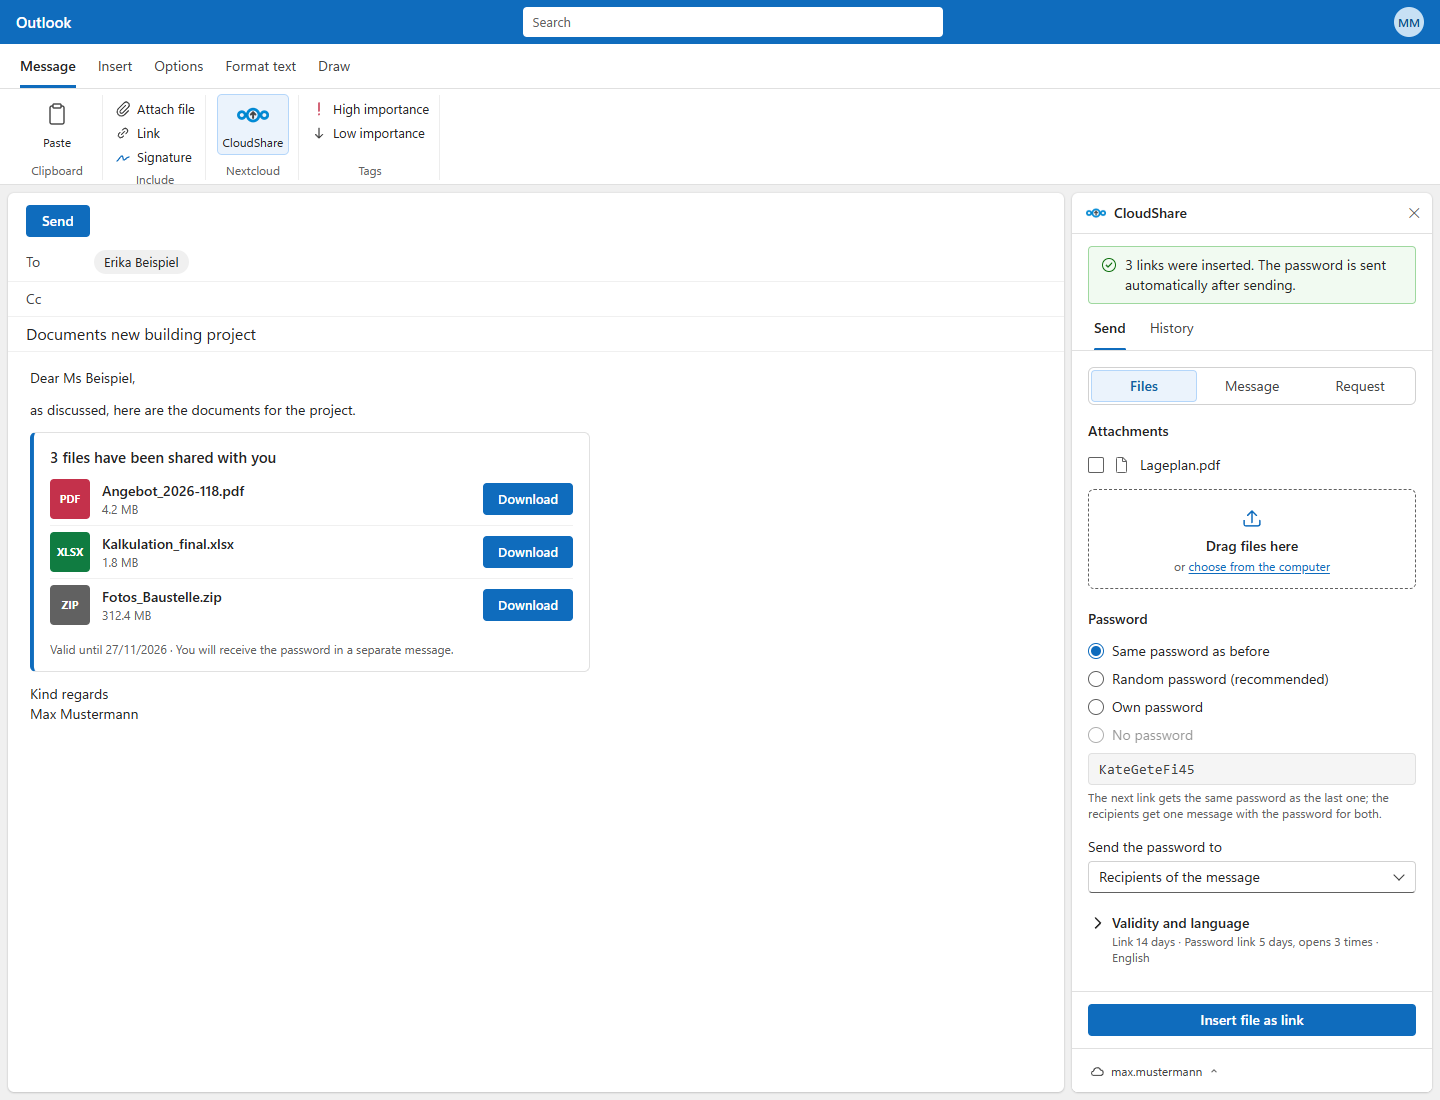 Outlook
Search
MM
Message Insert Options Format text Draw
Paste
Clipboard
Attach file
Link
Signature
Include
CloudShare
Nextcloud
High importance
Low importance
Tags
Send
To Erika Beispiel
Cc
Documents new building project
Dear Ms Beispiel,
as discussed, here are the documents for the project.
3 files have been shared with you
PDF
Angebot_2026-118.pdf
4.2 MB
Download
XLSX
Kalkulation_final.xlsx
1.8 MB
Download
ZIP
Fotos_Baustelle.zip
312.4 MB
Download
Valid until 27/11/2026 · You will receive the password in a separate message.
Kind regards
Max Mustermann
CloudShare
3 links were inserted. The password is sent
automatically after sending.
Send History
Files Message Request
Attachments
Lageplan.pdf
Drag files here
or choose from the computer
Password
Same password as before
Random password (recommended)
Own password
No password
KateGeteFi45
The next link gets the same password as the last one; the
recipients get one message with the password for both.
Send the password to
Recipients of the message
Validity and language
Link 14 days · Password link 5 days, opens 3 times ·
English
Insert file as link
max.mustermann